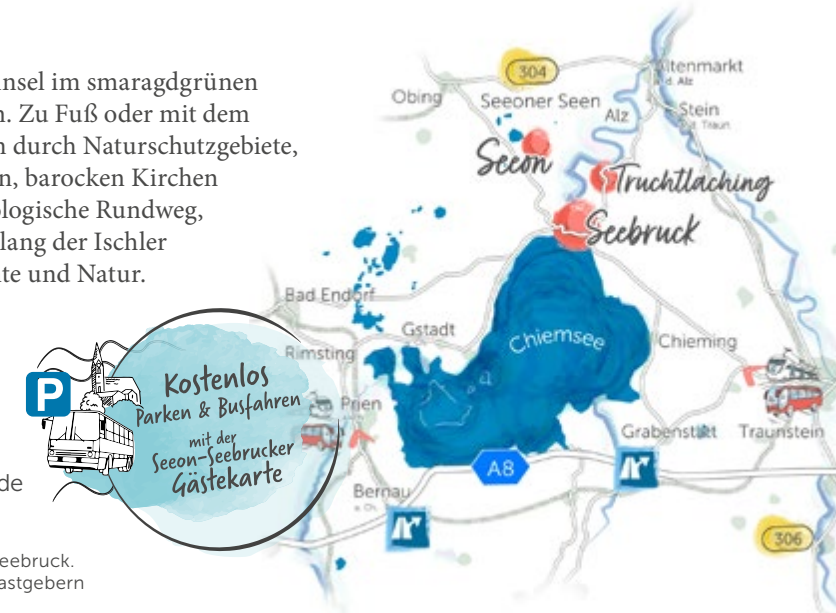 nsel im smaragdgrünen
n. Zu Fuß oder mit dem
n durch Naturschutzgebiete,
n, barocken Kirchen
ologische Rundweg,
lang der Ischler
te und Natur.
304
Altenmarkt
a. d. Alz
Obing
Seeoner Seen
Alz
Stein
a. d. Traun
Seeon
Truchtlaching
Seebruck
Bad Endorf
Gstadt
Chiemsee
Chieming
Rimsting
Prien
P
Kostenlos
Parken & Busfahren
mit der
Seeon-Seebrucker
Gästekarte
Grabenstätt
Traunstein
A8
de
Bernau
a. Ch.
306
eebruck.
astgebern